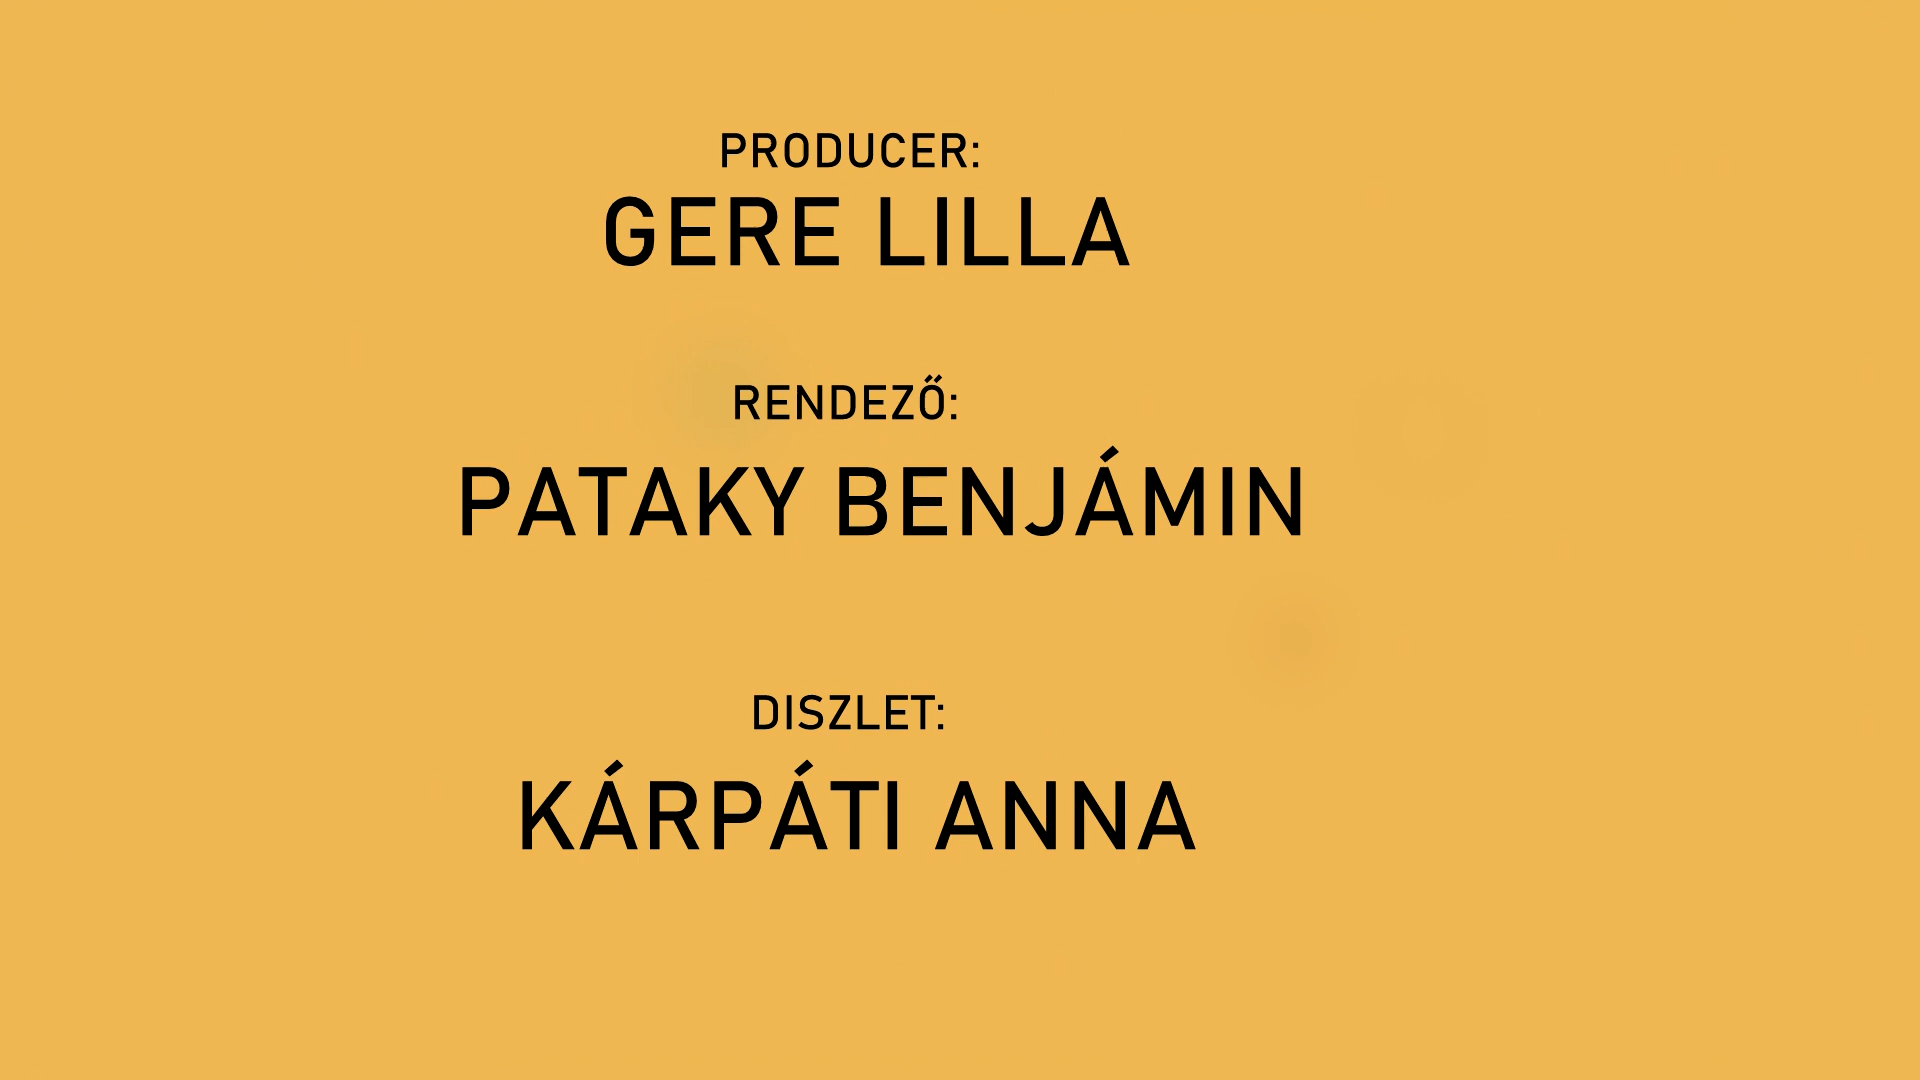 PRODUCER:
GERE LILLA
RENDEZŐ:
PATAKY BENJÁMIN
DISZLET:
KÁRPÁTI ANNA